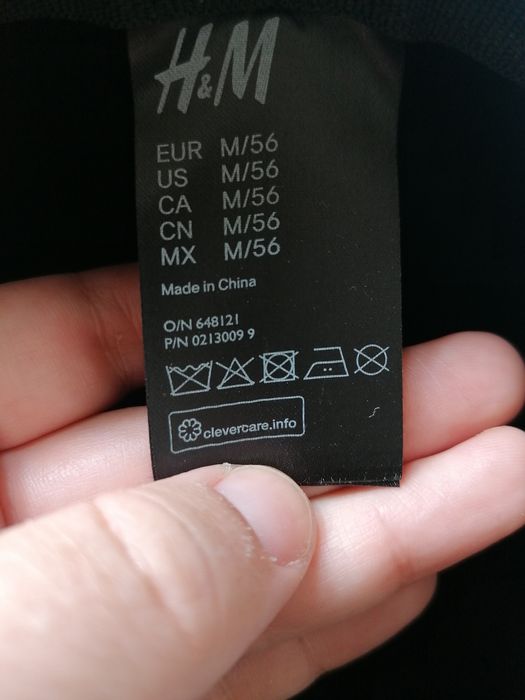 H&M
EUR M/56
US M/56
CA M/56
CN M/56
MX M/56
Made in China
O/N 648121
P/N 0213009 9
clevercare.info